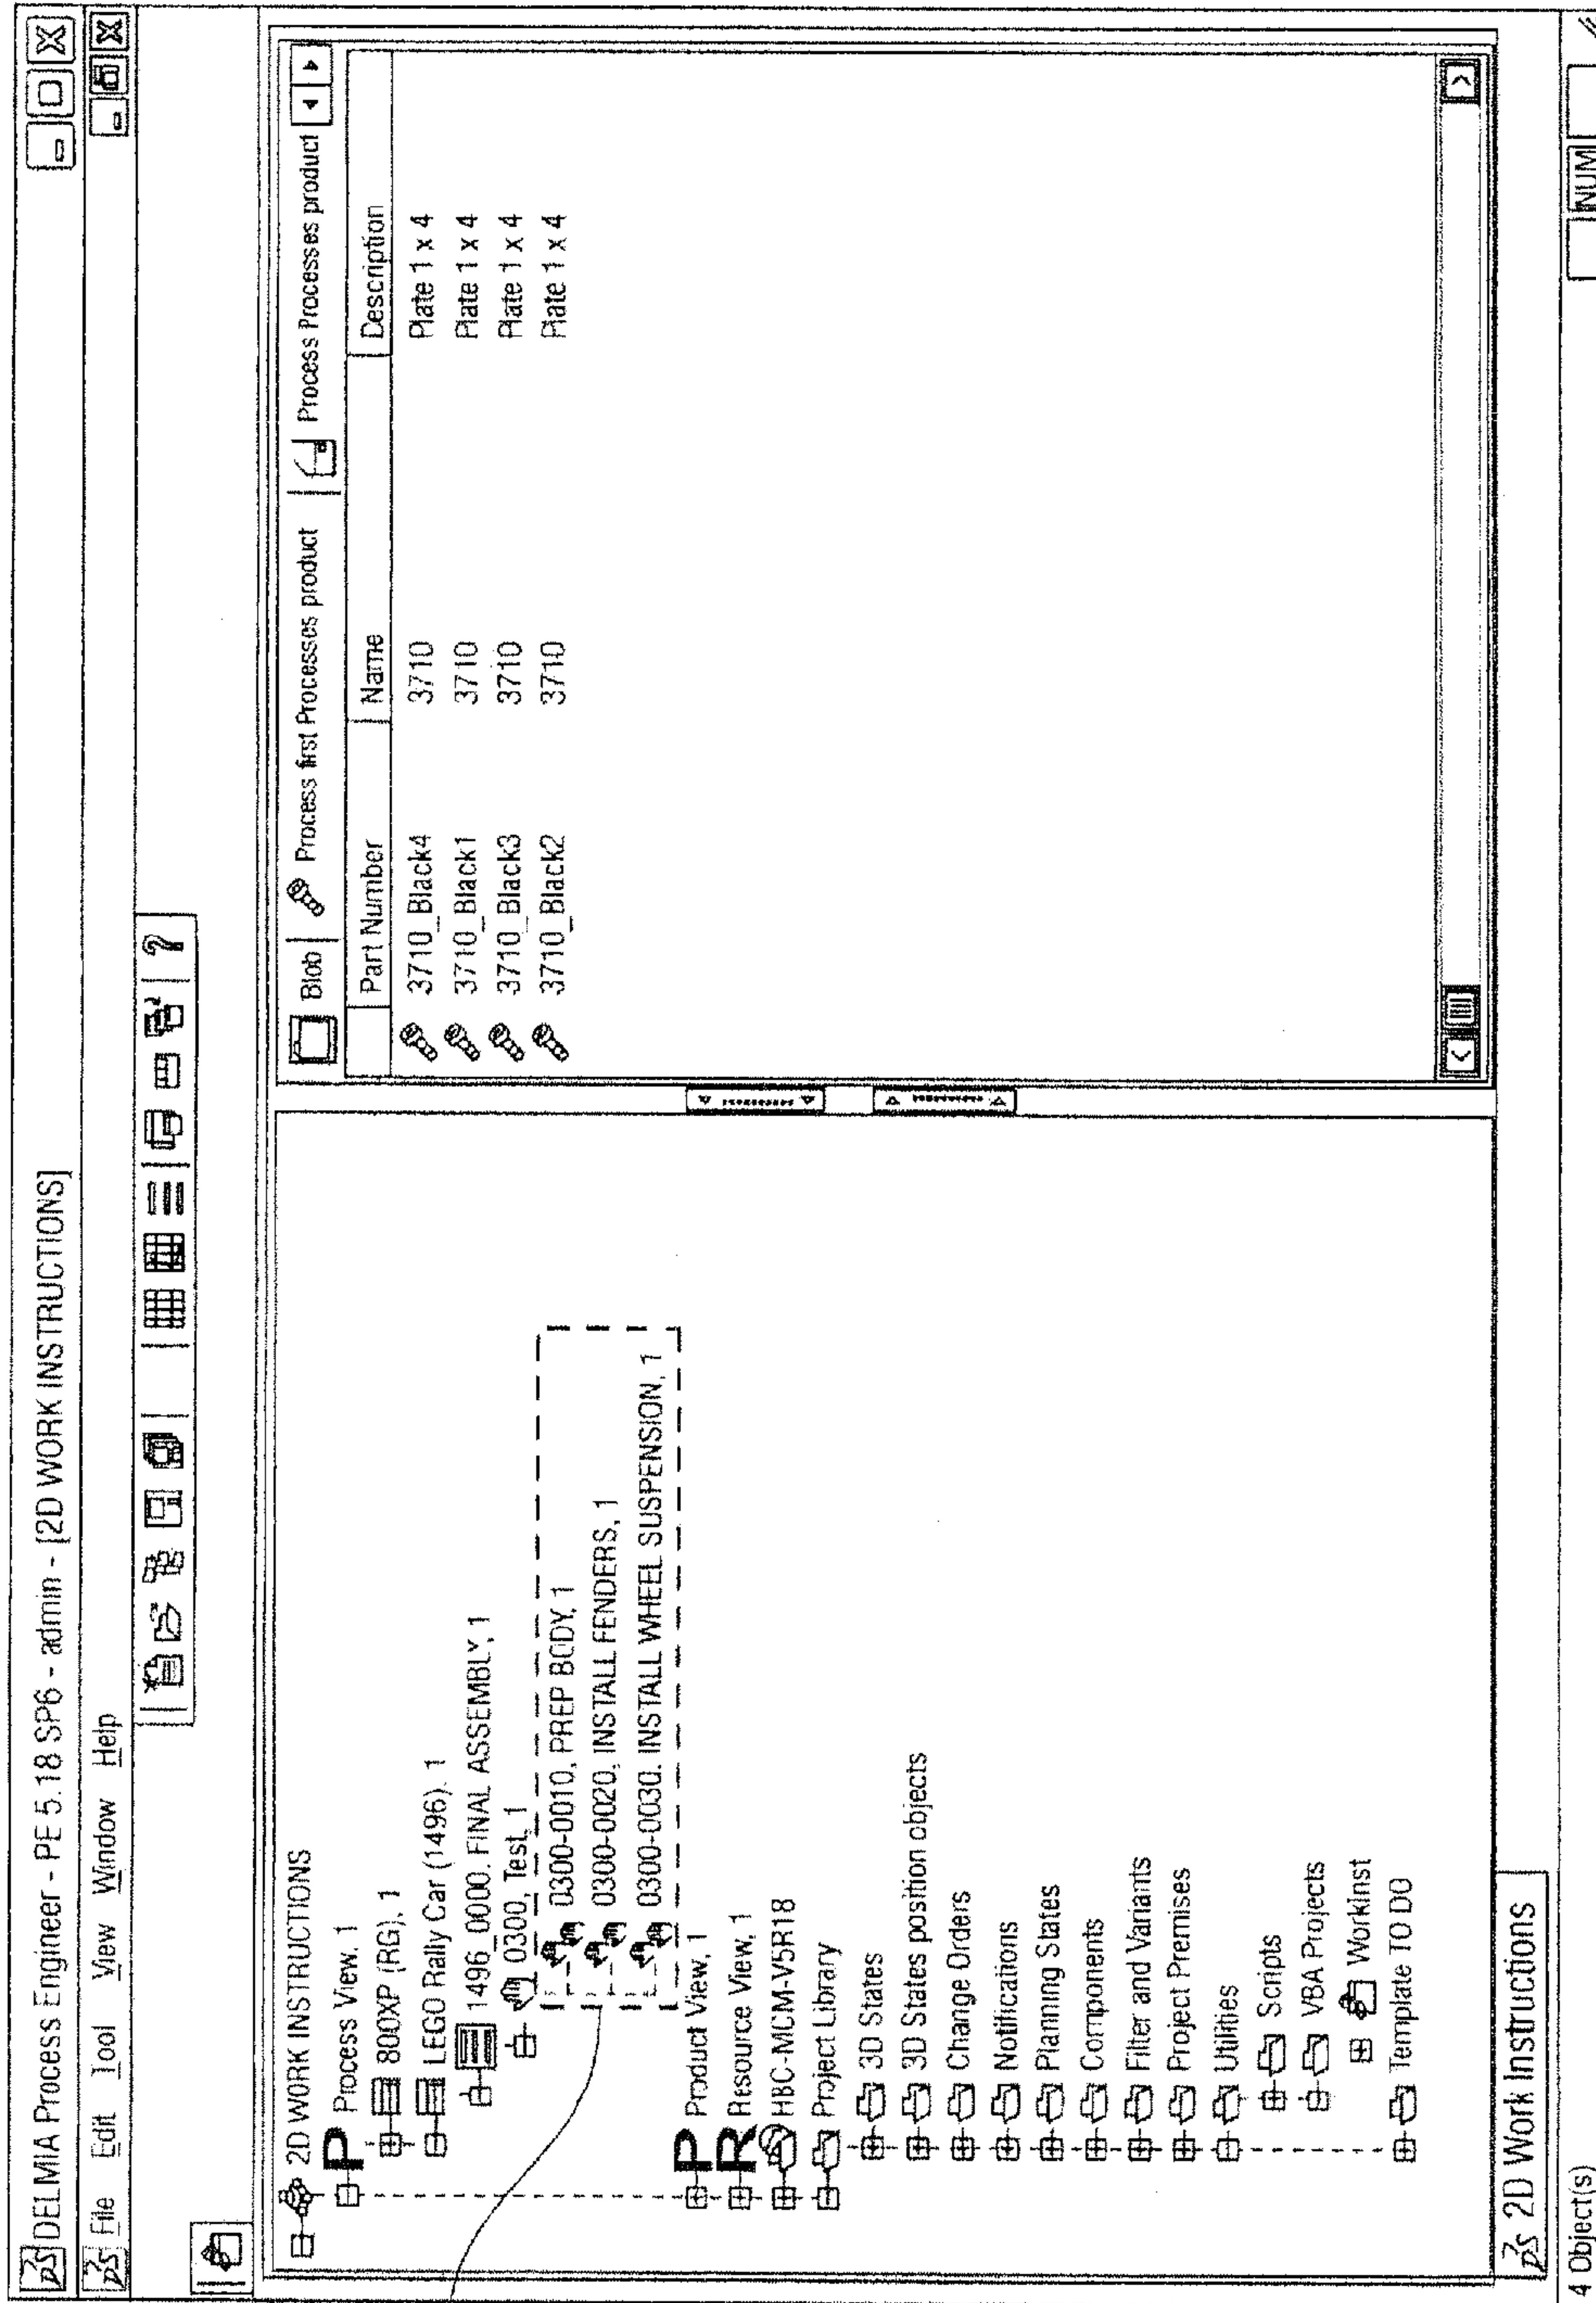 DELMIA Process Engineer - PE 5.18 SP6 - admin - [2D WORK INSTRUCTIONS]
File Edit Tool View Window Help
2D WORK INSTRUCTIONS
P Process View, 1
800XP (RG), 1
LEGO Rally Car (1496). 1
1496_0000. FINAL ASSEMBLY, 1
0300, Test, 1
0300-0010, PREP BODY, 1
0300-0020, INSTALL FENDERS, 1
0300-0030. INSTALL WHEEL SUSPENSION, 1
P Product View, 1
R Resource View, 1
HBC-MCM-V5R18
Project Library
3D States
3D States position objects
Change Orders
Notifications
Planning States
Components
Filter and Variants
Project Premises
Utilities
Scripts
VBA Projects
WorkInst
Template TO DO
Blob Process first Processes product Process Processes product
Part Number Name Description
3710_Black4 3710 Plate 1 x 4
3710_Black1 3710 Plate 1 x 4
3710_Black3 3710 Plate 1 x 4
3710_Black2 3710 Plate 1 x 4
2D Work Instructions
4 Object(s) NUM